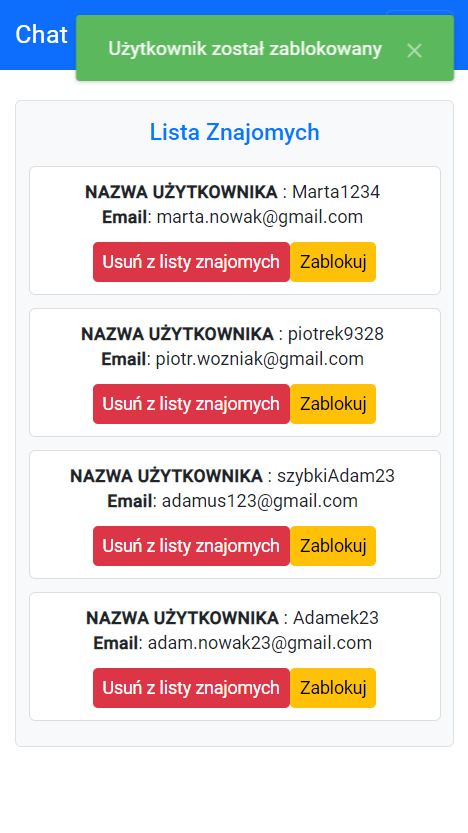 Chat
Użytkownik został zablokowany ×
Lista Znajomych
NAZWA UŻYTKOWNIKA : Marta1234
Email: marta.nowak@gmail.com
Usuń z listy znajomych Zablokuj
NAZWA UŻYTKOWNIKA : piotrek9328
Email: piotr.wozniak@gmail.com
Usuń z listy znajomych Zablokuj
NAZWA UŻYTKOWNIKA : szybkiAdam23
Email: adamus123@gmail.com
Usuń z listy znajomych Zablokuj
NAZWA UŻYTKOWNIKA : Adamek23
Email: adam.nowak23@gmail.com
Usuń z listy znajomych Zablokuj